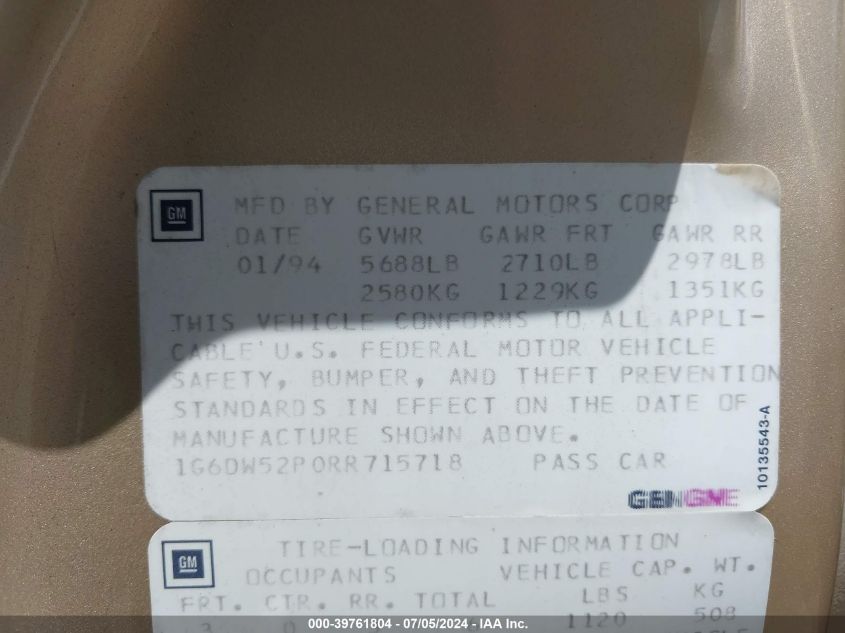 GM
MFD BY GENERAL MOTORS CORP
DATE GVWR GAWR FRT GAWR RR
01/94 5688LB 2710LB 2978LB
2580KG 1229KG 1351KG
THIS VEHICLE CONFORMS TO ALL APPLI-
CABLE U.S. FEDERAL MOTOR VEHICLE
SAFETY, BUMPER, AND THEFT PREVENTION
STANDARDS IN EFFECT ON THE DATE OF
MANUFACTURE SHOWN ABOVE.
1G6DW52P0RR715718 PASS CAR
10135543-A
GM
TIRE-LOADING INFORMATION
OCCUPANTS VEHICLE CAP. WT.
FRT. CTR. RR. TOTAL LBS KG
3 0 1120 508
000-39761804 - 07/05/2024 - IAA, Inc.